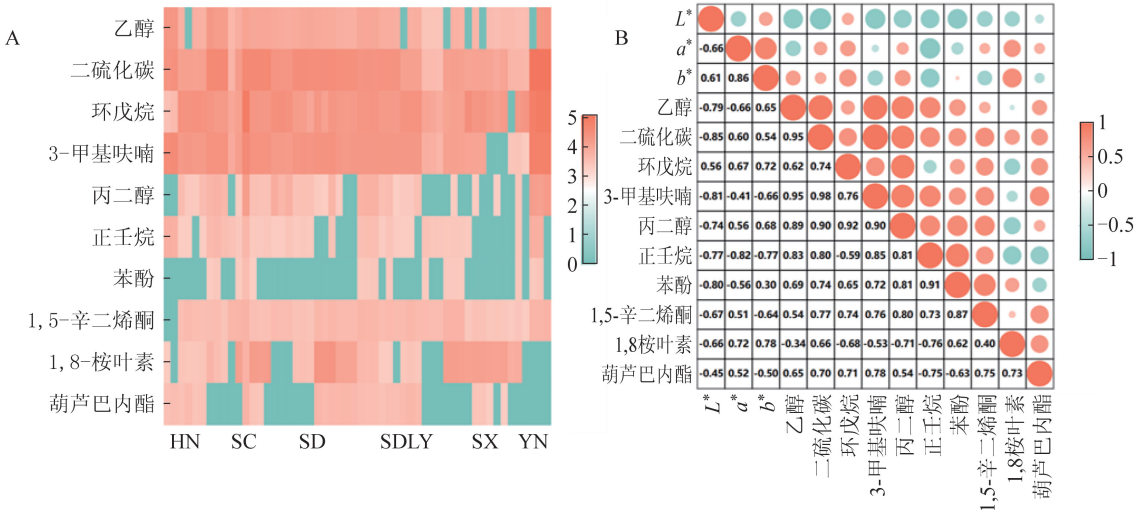 A
乙醇
二硫化碳
环戊烷
3-甲基呋喃
丙二醇
正壬烷
苯酚
1,5-辛二烯酮
1,8-桉叶素
葫芦巴内酯
HN SC SD SDLY SX YN
5
4
3
2
1
0
B
L*
a* -0.66
b* 0.61 0.86
乙醇 -0.79 -0.66 0.65
二硫化碳 -0.85 0.60 0.54 0.95
环戊烷 0.56 0.67 0.72 0.62 0.74
3-甲基呋喃 -0.81 -0.41 -0.66 0.95 0.98 0.76
丙二醇 -0.74 0.56 0.68 0.89 0.90 0.92 0.90
正壬烷 -0.77 -0.82 -0.77 0.83 0.80 -0.59 0.85 0.81
苯酚 -0.80 -0.56 0.30 0.69 0.74 0.65 0.72 0.81 0.91
1,5-辛二烯酮 -0.67 0.51 -0.64 0.54 0.77 0.74 0.76 0.80 0.73 0.87
1,8桉叶素 -0.66 0.72 0.78 -0.34 0.66 -0.68 -0.53 -0.71 -0.76 0.62 0.40
葫芦巴内酯 -0.45 0.52 -0.50 0.65 0.70 0.71 0.78 0.54 -0.75 -0.63 0.75 0.73
L* a* b* 乙醇 二硫化碳 环戊烷 3-甲基呋喃 丙二醇 正壬烷 苯酚 1,5-辛二烯酮 1,8桉叶素 葫芦巴内酯
1
0.5
0
-0.5
-1